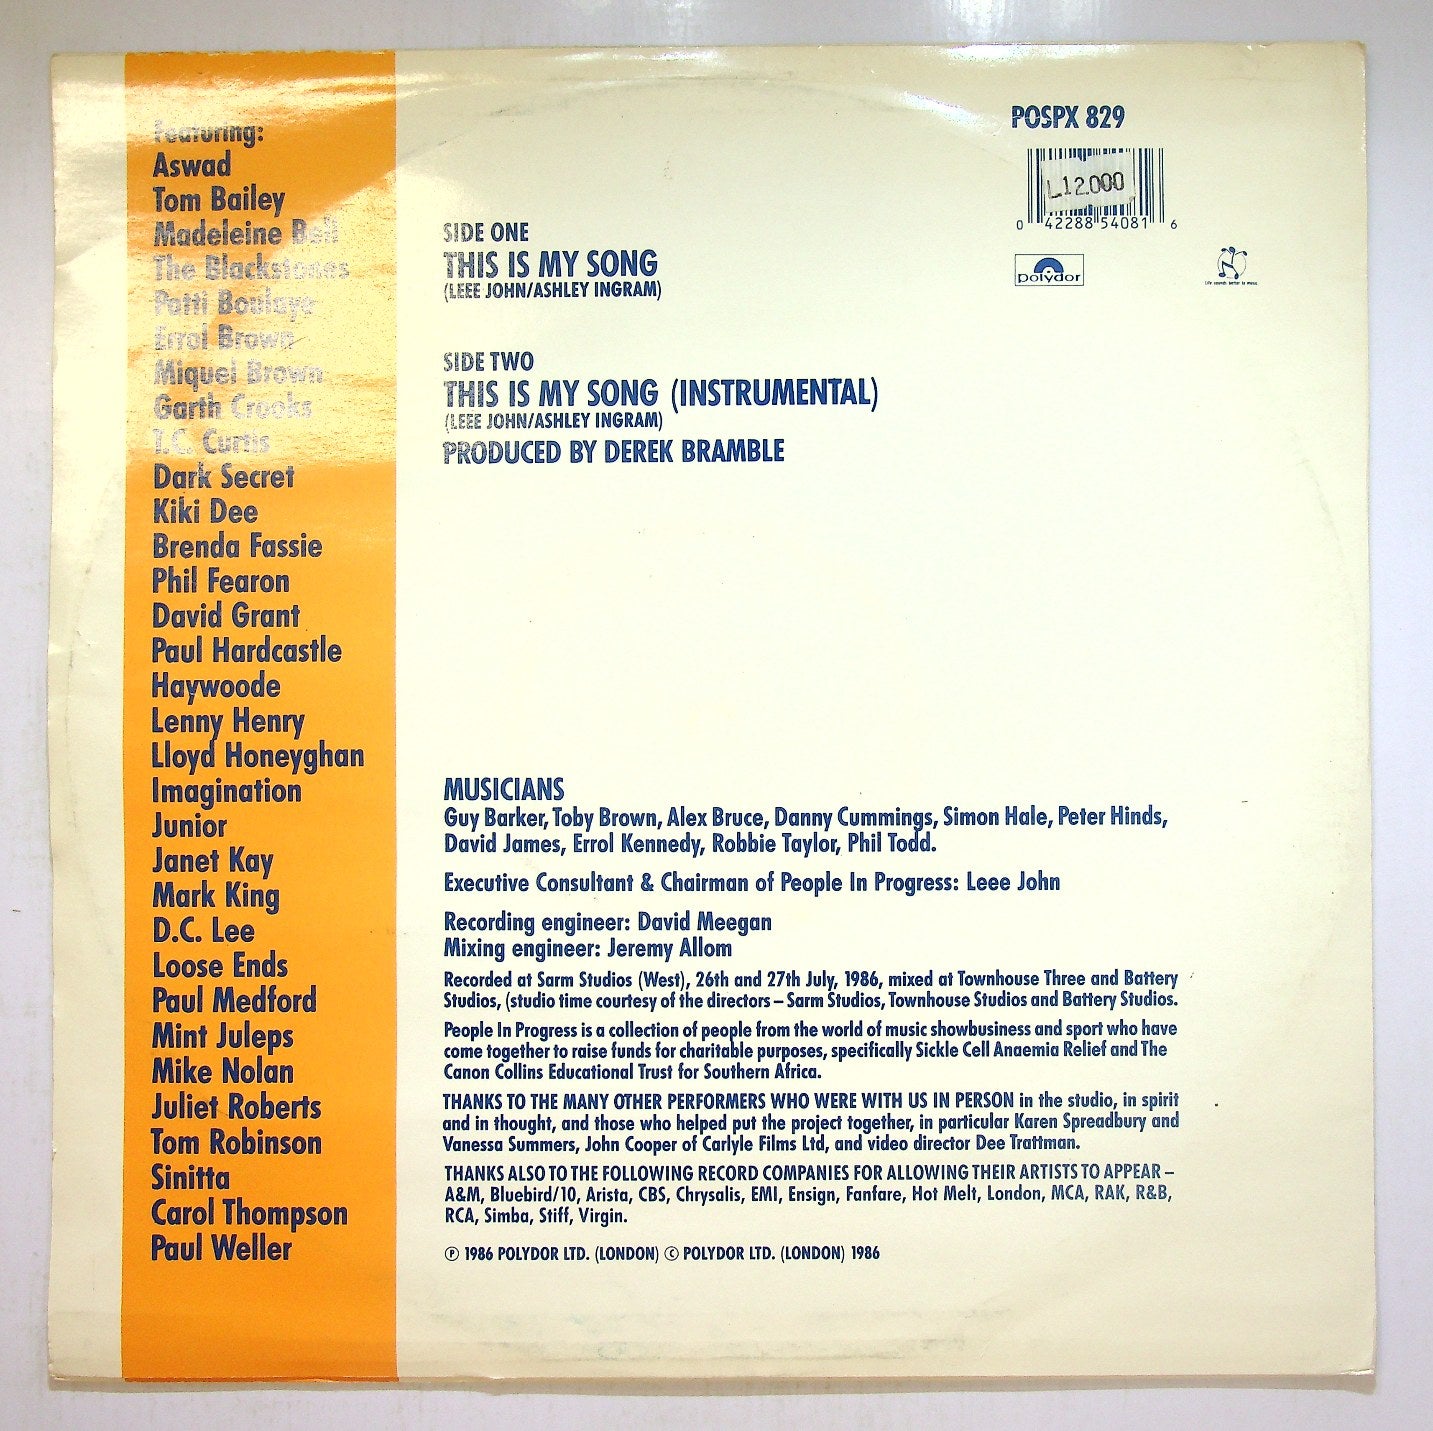 Featuring:
Aswad
Tom Bailey
Madeleine Bell
The Blackstones
Patti Boulaye
Errol Brown
Miquel Brown
Garth Crooks
T.C. Curtis
Dark Secret
Kiki Dee
Brenda Fassie
Phil Fearon
David Grant
Paul Hardcastle
Haywoode
Lenny Henry
Lloyd Honeyghan
Imagination
Junior
Janet Kay
Mark King
D.C. Lee
Loose Ends
Paul Medford
Mint Juleps
Mike Nolan
Juliet Roberts
Tom Robinson
Sinitta
Carol Thompson
Paul Weller
POSPX 829
L.12.000
0 42288 54081 6
polydor
Life sounds better to music
SIDE ONE
THIS IS MY SONG
(LEEE JOHN/ASHLEY INGRAM)
SIDE TWO
THIS IS MY SONG (INSTRUMENTAL)
(LEEE JOHN/ASHLEY INGRAM)
PRODUCED BY DEREK BRAMBLE
MUSICIANS
Guy Barker, Toby Brown, Alex Bruce, Danny Cummings, Simon Hale, Peter Hinds,
David James, Errol Kennedy, Robbie Taylor, Phil Todd.
Executive Consultant & Chairman of People In Progress: Leee John
Recording engineer: David Meegan
Mixing engineer: Jeremy Allom
Recorded at Sarm Studios (West), 26th and 27th July, 1986, mixed at Townhouse Three and Battery
Studios, (studio time courtesy of the directors – Sarm Studios, Townhouse Studios and Battery Studios.
People In Progress is a collection of people from the world of music showbusiness and sport who have
come together to raise funds for charitable purposes, specifically Sickle Cell Anaemia Relief and The
Canon Collins Educational Trust for Southern Africa.
THANKS TO THE MANY OTHER PERFORMERS WHO WERE WITH US IN PERSON in the studio, in spirit
and in thought, and those who helped put the project together, in particular Karen Spreadbury and
Vanessa Summers, John Cooper of Carlyle Films Ltd, and video director Dee Trattman.
THANKS ALSO TO THE FOLLOWING RECORD COMPANIES FOR ALLOWING THEIR ARTISTS TO APPEAR –
A&M, Bluebird/10, Arista, CBS, Chrysalis, EMI, Ensign, Fanfare, Hot Melt, London, MCA, RAK, R&B,
RCA, Simba, Stiff, Virgin.
℗ 1986 POLYDOR LTD. (LONDON) © POLYDOR LTD. (LONDON) 1986